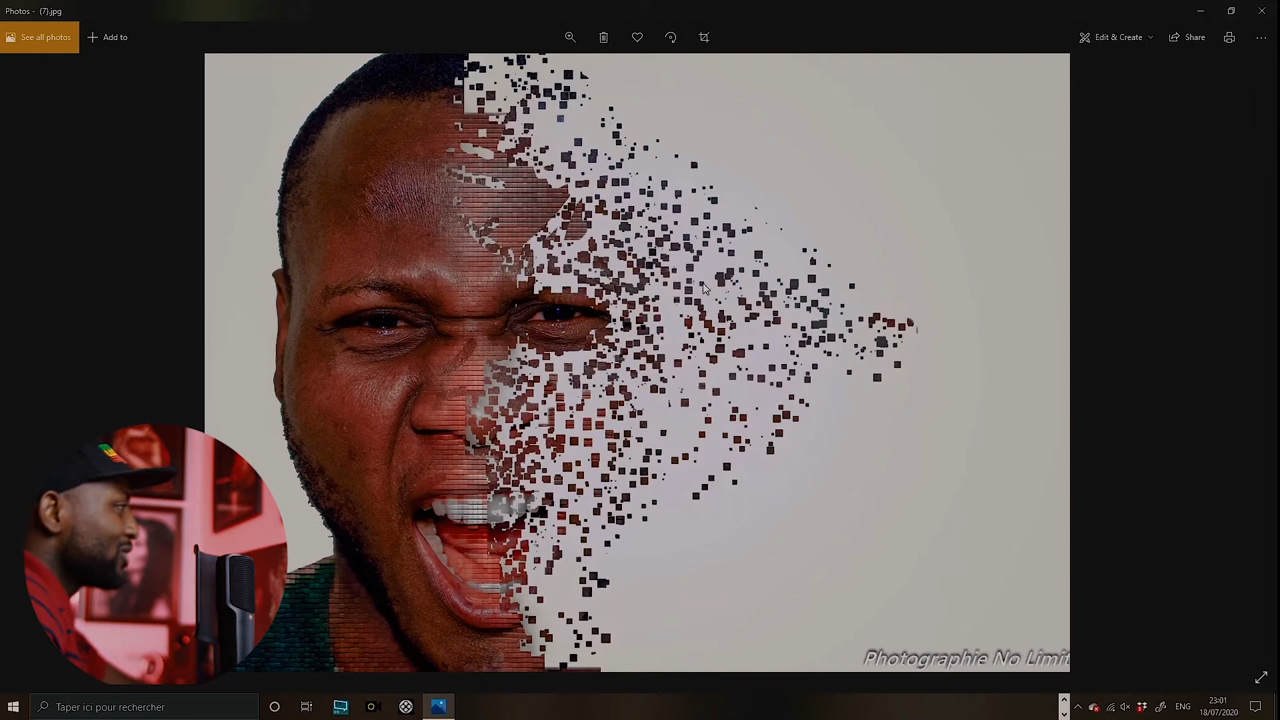 Photos - (7).jpg
See all photos
Add to
Edit & Create
Share
Photographie No Limit
Taper ici pour rechercher
ENG
23:01
18/07/2020